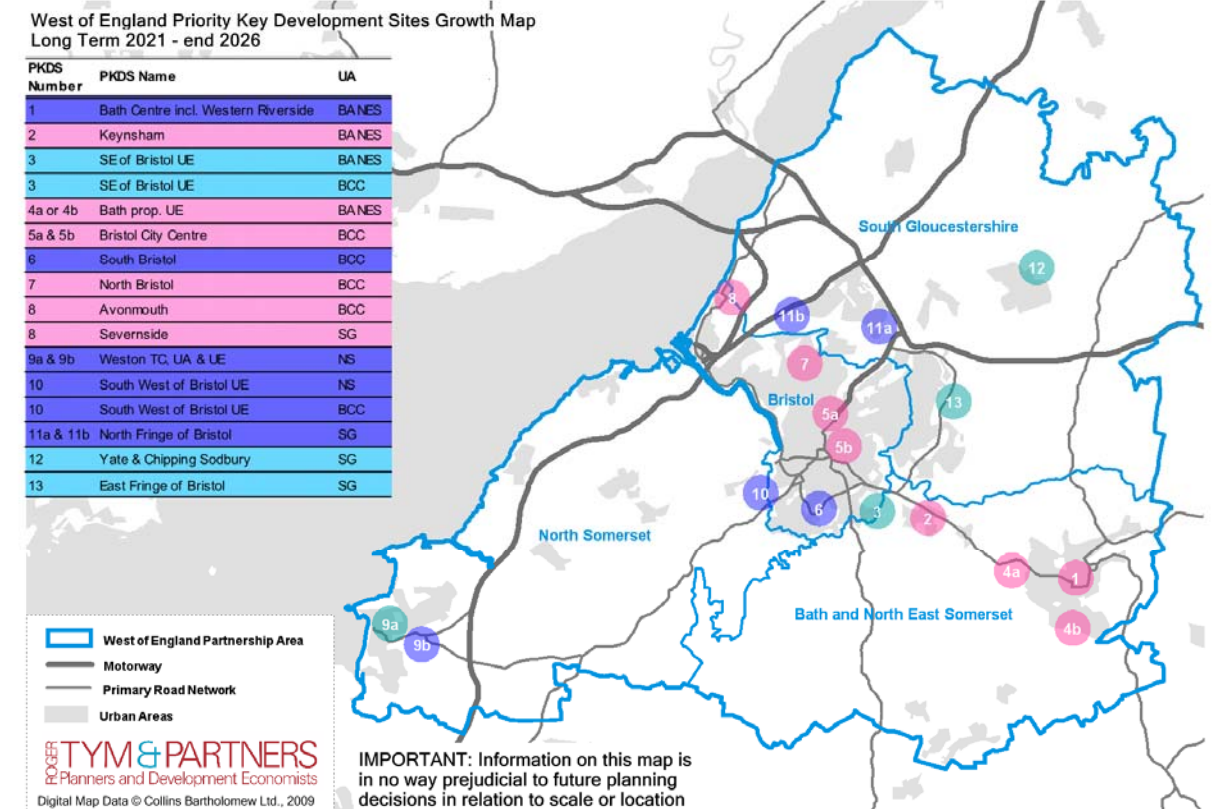 West of England Priority Key Development Sites Growth Map
Long Term 2021 - end 2026
PKDS Number PKDS Name UA
1 Bath Centre incl. Western Riverside BANES
2 Keynsham BANES
3 SE of Bristol UE BANES
3 SE of Bristol UE BCC
4a or 4b Bath prop. UE BANES
5a & 5b Bristol City Centre BCC
6 South Bristol BCC
7 North Bristol BCC
8 Avonmouth BCC
8 Severnside SG
9a & 9b Weston TC, UA & UE NS
10 South West of Bristol UE NS
10 South West of Bristol UE BCC
11a & 11b North Fringe of Bristol SG
12 Yate & Chipping Sodbury SG
13 East Fringe of Bristol SG
South Gloucestershire
12
8
11b
11a
7
Bristol
5a
13
5b
10
6
3
2
North Somerset
4a
1
Bath and North East Somerset
4b
9a
9b
West of England Partnership Area
Motorway
Primary Road Network
Urban Areas
ROGER TYM & PARTNERS
Planners and Development Economists
Digital Map Data © Collins Bartholomew Ltd., 2009
IMPORTANT: Information on this map is
in no way prejudicial to future planning
decisions in relation to scale or location